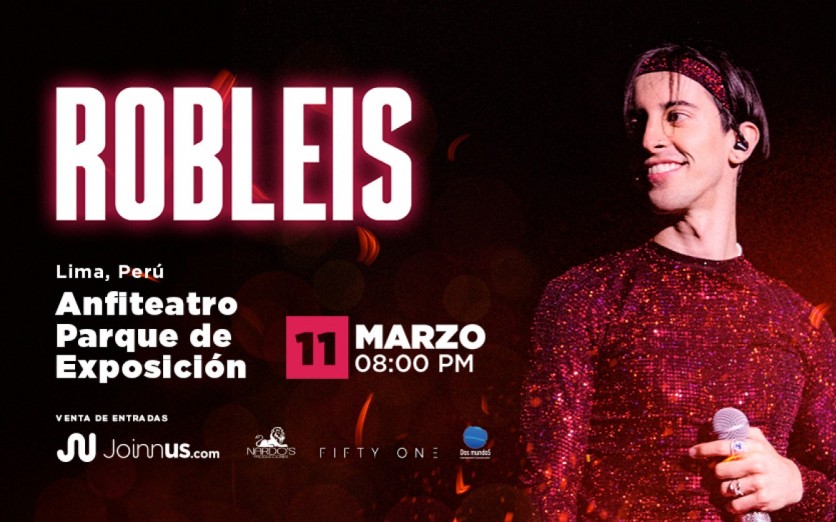 ROBLEIS
Lima, Perú
Anfiteatro
Parque de
Exposición
11
MARZO
08:00 PM
VENTA DE ENTRADAS
Joinnus.com
NARDO'S
FIFTY ONE
Dos mundos